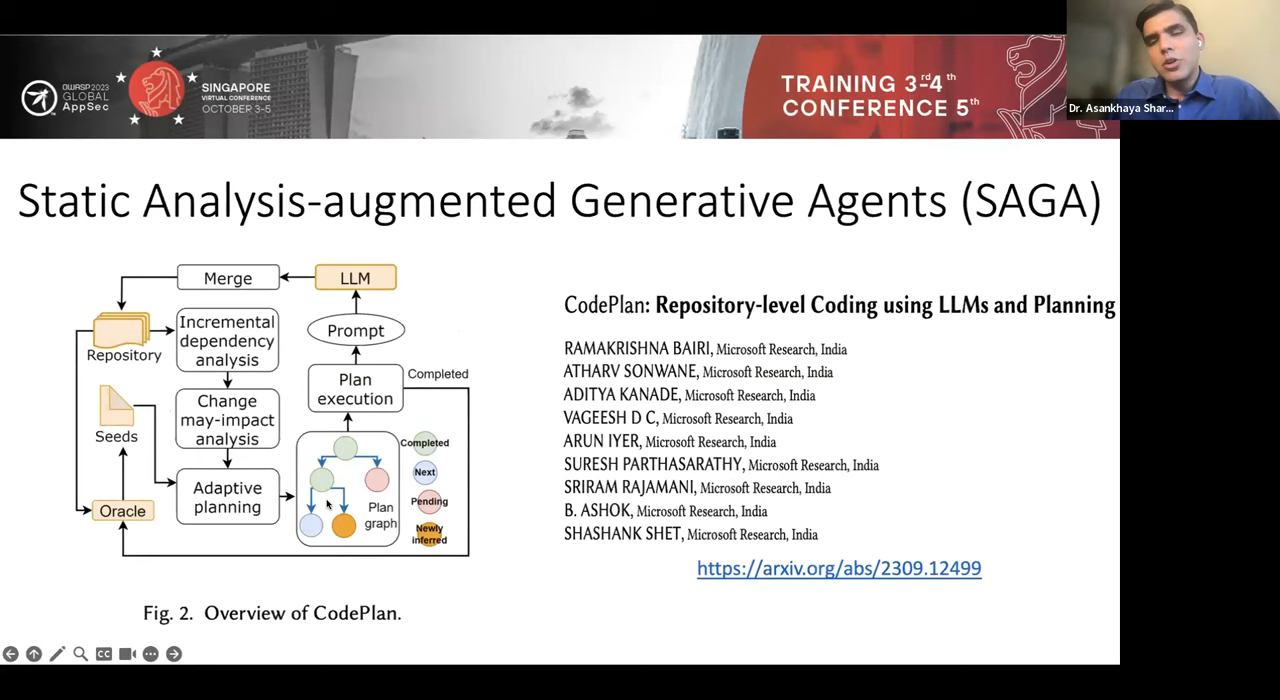 OWASP 2023
GLOBAL
AppSec
SINGAPORE
VIRTUAL CONFERENCE
OCTOBER 3-5
TRAINING 3rd-4th
CONFERENCE 5th
Dr. Asankhaya Shar...
Static Analysis-augmented Generative Agents (SAGA)
Merge
LLM
Repository
Incremental
dependency
analysis
Prompt
Plan
execution
Completed
Change
may-impact
analysis
Seeds
Adaptive
planning
Oracle
Plan
graph
Completed
Next
Pending
Newly
inferred
Fig. 2. Overview of CodePlan.
CodePlan: Repository-level Coding using LLMs and Planning
RAMAKRISHNA BAIRI, Microsoft Research, India
ATHARV SONWANE, Microsoft Research, India
ADITYA KANADE, Microsoft Research, India
VAGEESH D C, Microsoft Research, India
ARUN IYER, Microsoft Research, India
SURESH PARTHASARATHY, Microsoft Research, India
SRIRAM RAJAMANI, Microsoft Research, India
B. ASHOK, Microsoft Research, India
SHASHANK SHET, Microsoft Research, India
https://arxiv.org/abs/2309.12499
CC